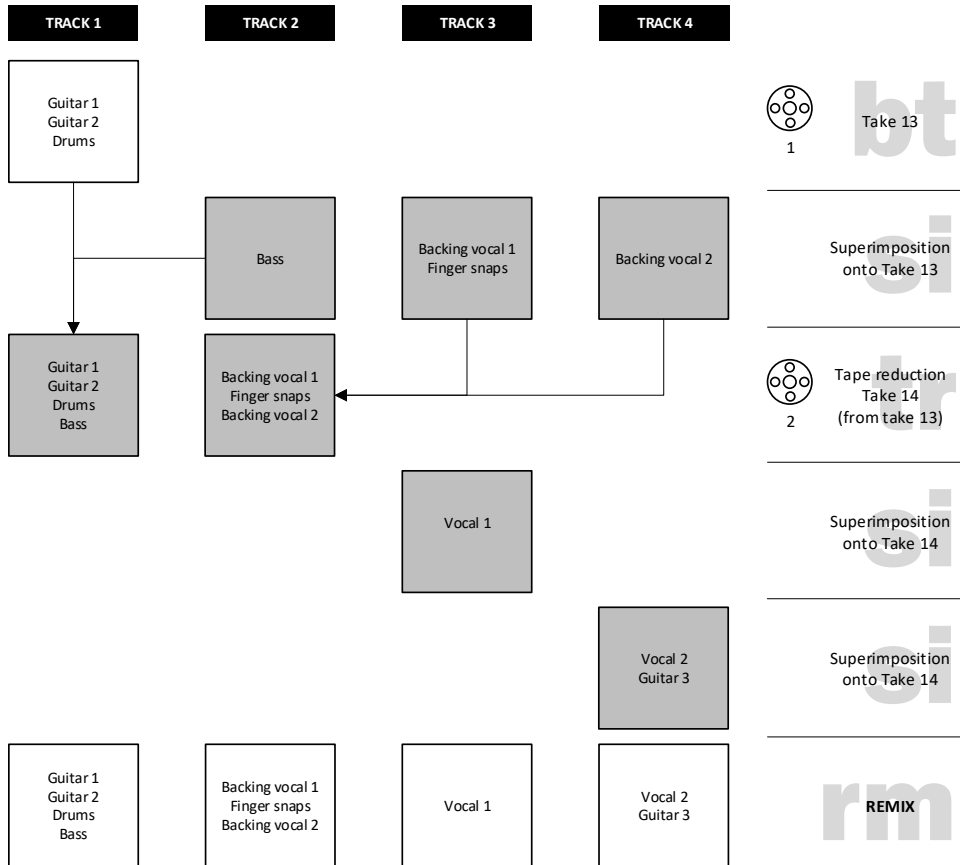 TRACK 1
TRACK 2
TRACK 3
TRACK 4
Guitar 1
Guitar 2
Drums
1
bt
Take 13
Bass
Backing vocal 1
Finger snaps
Backing vocal 2
si
Superimposition
onto Take 13
Guitar 1
Guitar 2
Drums
Bass
Backing vocal 1
Finger snaps
Backing vocal 2
2
tr
Tape reduction
Take 14
(from take 13)
Vocal 1
si
Superimposition
onto Take 14
Vocal 2
Guitar 3
si
Superimposition
onto Take 14
Guitar 1
Guitar 2
Drums
Bass
Backing vocal 1
Finger snaps
Backing vocal 2
Vocal 1
Vocal 2
Guitar 3
rm
REMIX